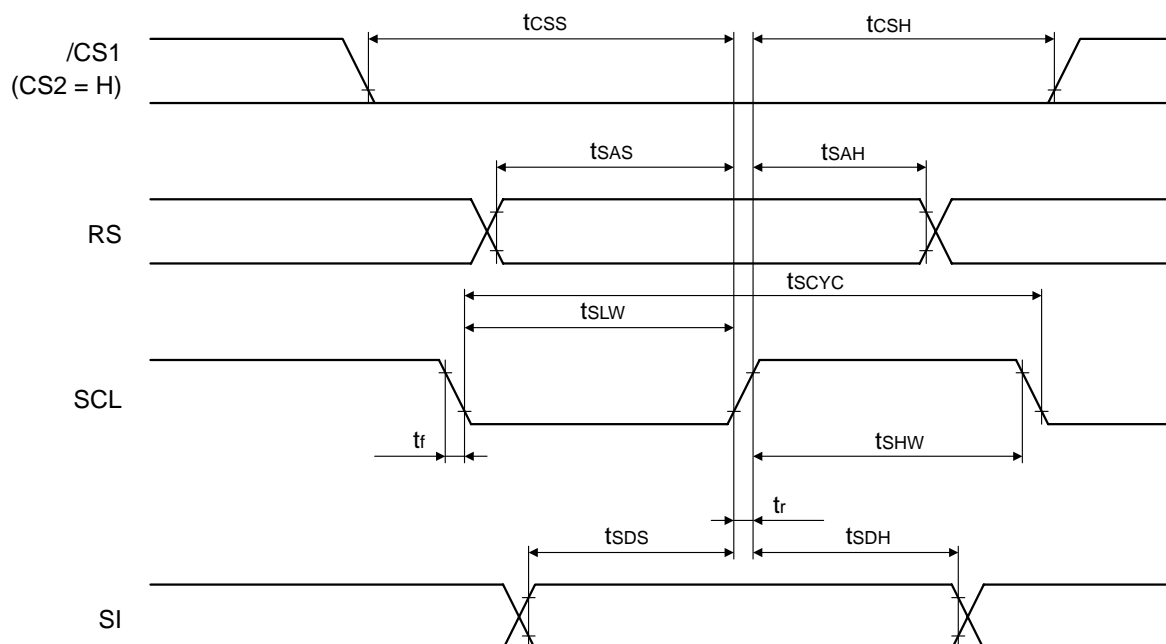 tCSS
tCSH
/CS1
(CS2 = H)
tSAS
tSAH
RS
tSCYC
tSLW
SCL
tf
tSHW
tr
tSDS
tSDH
SI